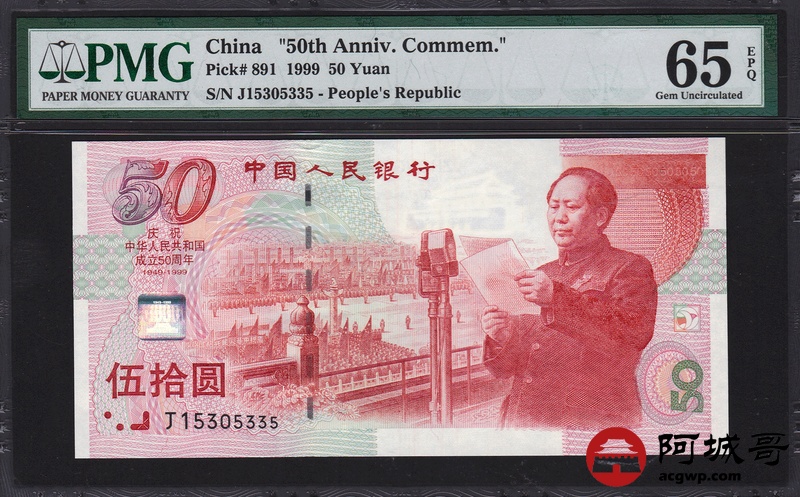 PMG
PAPER MONEY GUARANTY
China "50th Anniv. Commem."
Pick# 891 1999 50 Yuan
S/N J15305335 - People's Republic
65
EPQ
Gem Uncirculated
50
中国人民银行
庆祝
中华人民共和国
成立50周年
1949-1999
伍拾圆
J15305335
50
阿城哥
acgwp.com